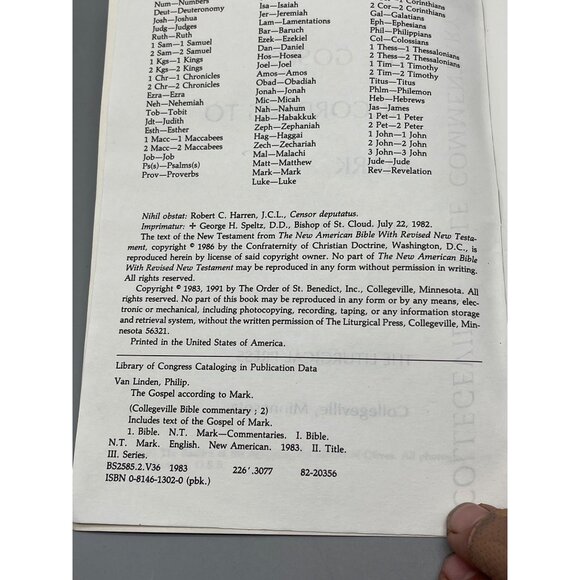 Num—Numbers
Deut—Deuteronomy
Josh—Joshua
Judg—Judges
Ruth—Ruth
1 Sam—1 Samuel
2 Sam—2 Samuel
1 Kgs—1 Kings
2 Kgs—2 Kings
1 Chr—1 Chronicles
2 Chr—2 Chronicles
Ezra—Ezra
Neh—Nehemiah
Tob—Tobit
Jdt—Judith
Esth—Esther
1 Macc—1 Maccabees
2 Macc—2 Maccabees
Job—Job
Ps(s)—Psalms(s)
Prov—Proverbs
Isa—Isaiah
Jer—Jeremiah
Lam—Lamentations
Bar—Baruch
Ezek—Ezekiel
Dan—Daniel
Hos—Hosea
Joel—Joel
Amos—Amos
Obad—Obadiah
Jonah—Jonah
Mic—Micah
Nah—Nahum
Hab—Habakkuk
Zeph—Zephaniah
Hag—Haggai
Zech—Zechariah
Mal—Malachi
Matt—Matthew
Mark—Mark
Luke—Luke
1 Corinthians
2 Cor—2 Corinthians
Gal—Galatians
Eph—Ephesians
Phil—Philippians
Col—Colossians
1 Thess—1 Thessalonians
2 Thess—2 Thessalonians
1 Tim—1 Timothy
2 Tim—2 Timothy
Titus—Titus
Phlm—Philemon
Heb—Hebrews
Jas—James
1 Pet—1 Peter
2 Pet—2 Peter
1 John—1 John
2 John—2 John
3 John—3 John
Jude—Jude
Rev—Revelation
Nihil obstat: Robert C. Harren, J.C.L., Censor deputatus.
Imprimatur: + George H. Speltz, D.D., Bishop of St. Cloud. July 22, 1982.
The text of the New Testament from The New American Bible With Revised New Testa-
ment, copyright © 1986 by the Confraternity of Christian Doctrine, Washington, D.C., is
reproduced herein by license of said copyright owner. No part of The New American Bible
With Revised New Testament may be reproduced in any form without permission in writing.
All rights reserved.
Copyright © 1983, 1991 by The Order of St. Benedict, Inc., Collegeville, Minnesota. All
rights reserved. No part of this book may be reproduced in any form or by any means, elec-
tronic or mechanical, including photocopying, recording, taping, or any information storage
and retrieval system, without the written permission of The Liturgical Press, Collegeville, Min-
nesota 56321.
Printed in the United States of America.
Library of Congress Cataloging in Publication Data
Van Linden, Philip.
The Gospel according to Mark.
(Collegeville Bible commentary ; 2)
Includes text of the Gospel of Mark.
1. Bible. N.T. Mark—Commentaries. I. Bible.
N.T. Mark. English. New American. 1983. II. Title.
III. Series.
BS2585.2.V36 1983 226′.3077 82-20356
ISBN 0-8146-1302-0 (pbk.)